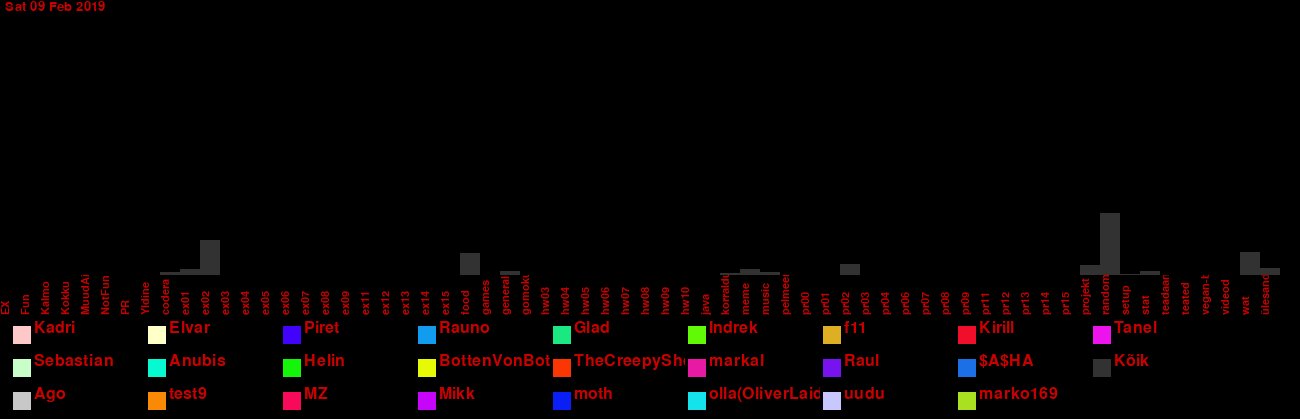 Sat 09 Feb 2019
EX
Fun
Kalmo
Kokku
MuudAi
NotFun
PR
Yldine
codera
ex01
ex02
ex03
ex04
ex05
ex06
ex07
ex08
ex09
ex11
ex12
ex13
ex14
ex15
food
games
general
gomoku
hw03
hw04
hw05
hw06
hw07
hw08
hw09
hw10
java
korraldu
meme
music
pelmeen
pr00
pr01
pr02
pr03
pr04
pr06
pr07
pr08
pr09
pr11
pr12
pr13
pr14
pr15
projekt
random
setup
stat
teadaan
teated
vegan-t
videod
wat
ülesand
Kadri Elvar Piret Rauno Glad Indrek f11 Kirill Tanel
Sebastian Anubis Helin BottenVonBot TheCreepyShe markal Raul $A$HA Kõik
Ago test9 MZ Mikk moth olla(OliverLaid uudu marko169